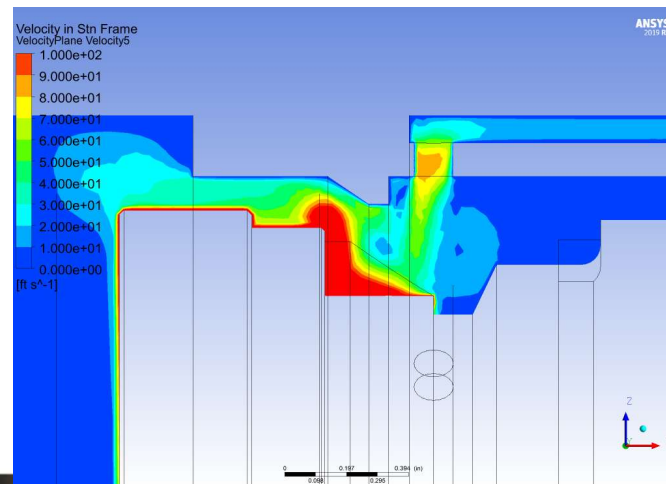 Velocity in Stn Frame
VelocityPlane Velocity5
1.000e+02
9.000e+01
8.000e+01
7.000e+01
6.000e+01
5.000e+01
4.000e+01
3.000e+01
2.000e+01
1.000e+01
0.000e+00
[ft s^-1]
ANSYS
2019 R
Z
0 0.197 0.394 (in)
0.098 0.295